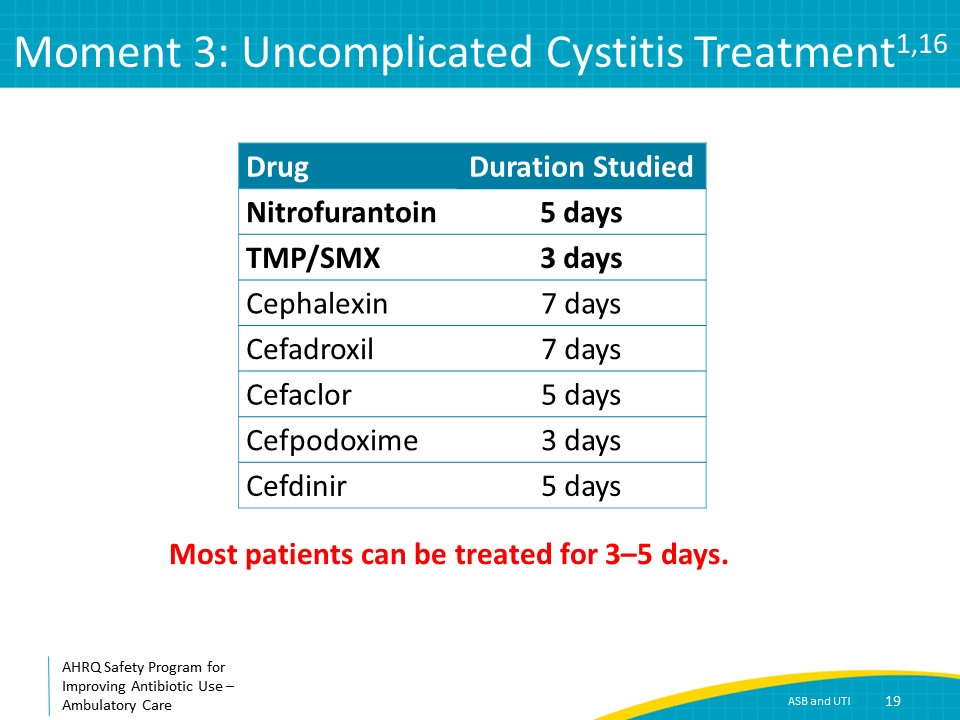 Moment 3: Uncomplicated Cystitis Treatment1,16
Drug Duration Studied
Nitrofurantoin 5 days
TMP/SMX 3 days
Cephalexin 7 days
Cefadroxil 7 days
Cefaclor 5 days
Cefpodoxime 3 days
Cefdinir 5 days
Most patients can be treated for 3–5 days.
AHRQ Safety Program for
Improving Antibiotic Use –
Ambulatory Care
ASB and UTI 19